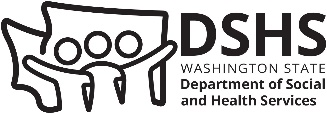 DSHS
WASHINGTON STATE
Department of Social
and Health Services